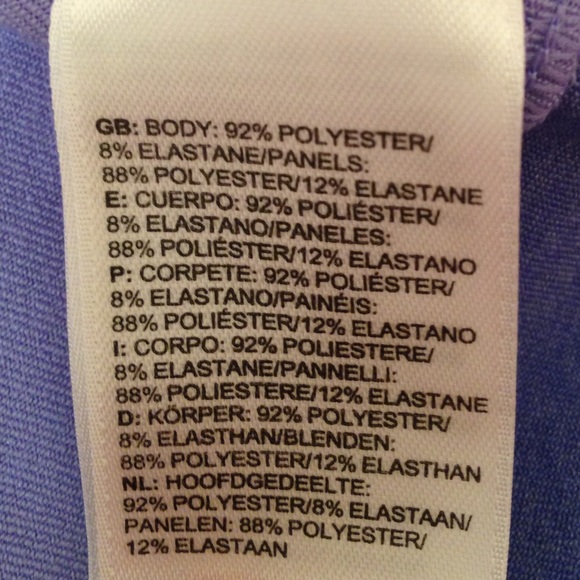 GB: BODY: 92% POLYESTER/
8% ELASTANE/PANELS:
88% POLYESTER/12% ELASTANE
E: CUERPO: 92% POLIÉSTER/
8% ELASTANO/PANELES:
88% POLIÉSTER/12% ELASTANO
P: CORPETE: 92% POLIÉSTER/
8% ELASTANO/PAINÉIS:
88% POLIÉSTER/12% ELASTANO
I: CORPO: 92% POLIESTERE/
8% ELASTANE/PANNELLI:
88% POLIESTERE/12% ELASTANE
D: KÖRPER: 92% POLYESTER/
8% ELASTHAN/BLENDEN:
88% POLYESTER/12% ELASTHAN
NL: HOOFDGEDEELTE:
92% POLYESTER/8% ELASTAAN/
PANELEN: 88% POLYESTER/
12% ELASTAAN